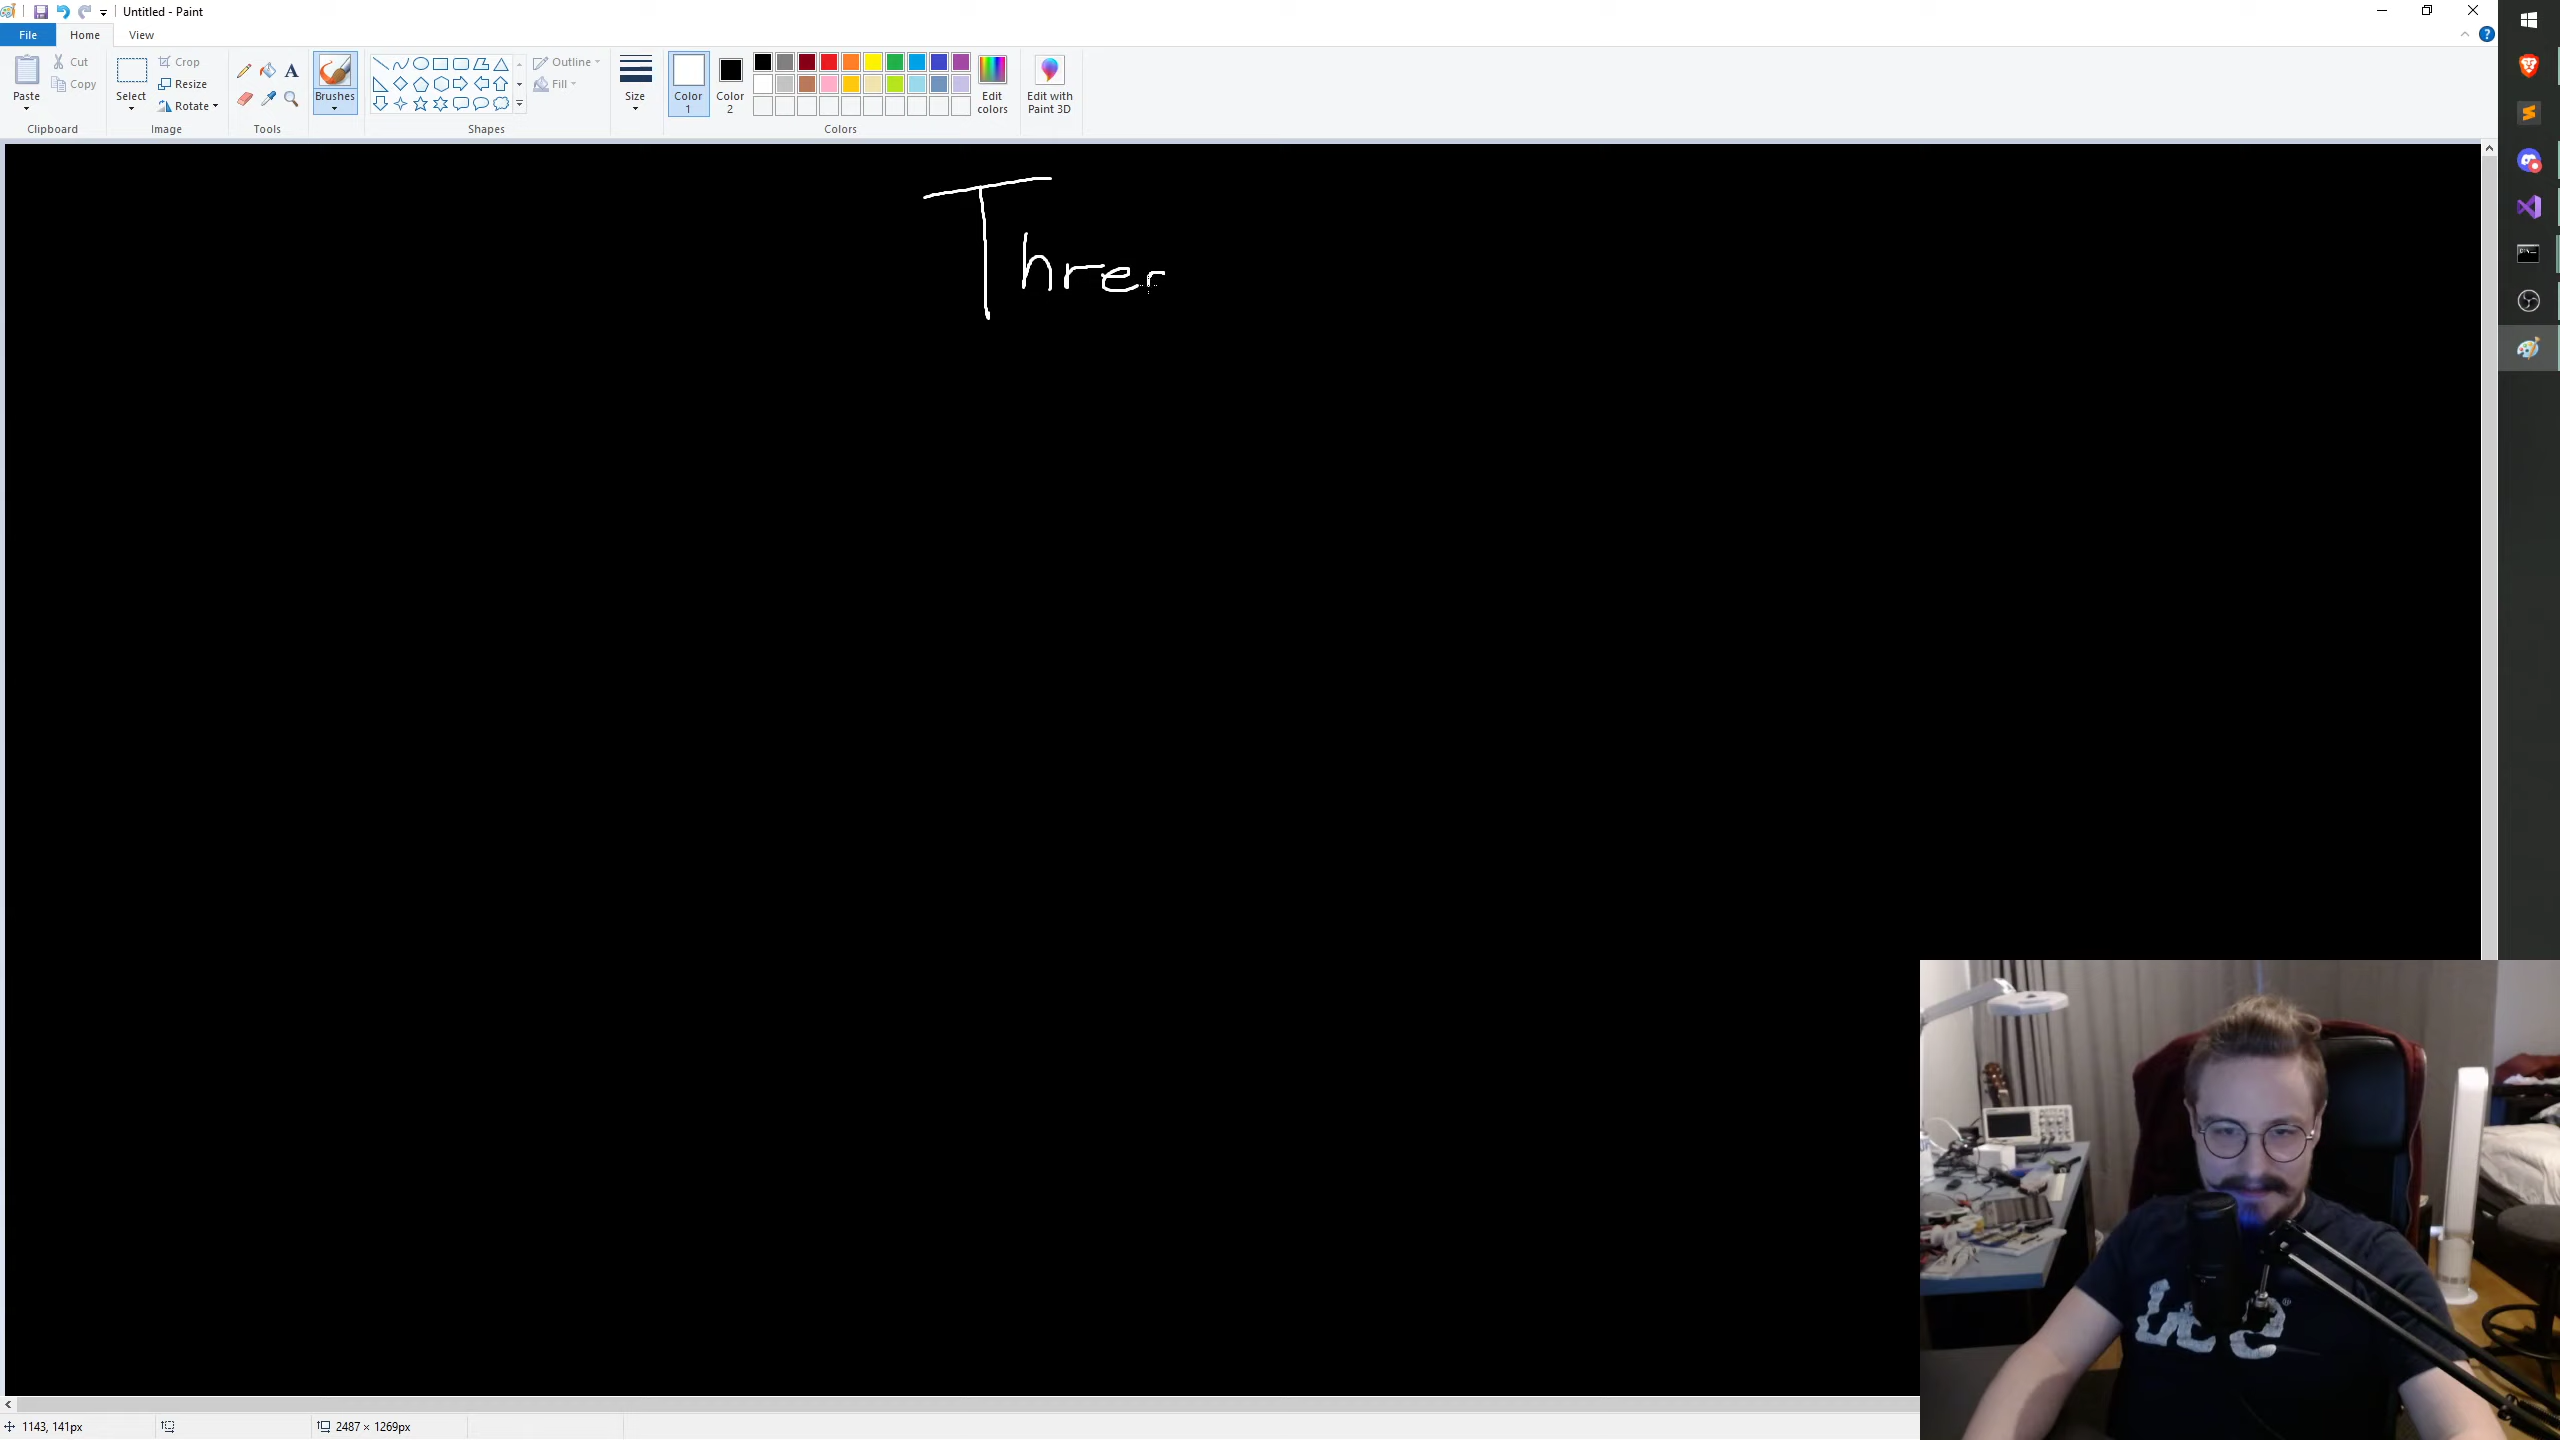 Untitled - Paint
File Home View
Cut
Copy
Paste
Clipboard
Crop
Resize
Rotate
Select
Image
Tools
Brushes
Outline
Fill
Shapes
Size
Color 1
Color 2
Edit colors
Colors
Edit with Paint 3D
Threr
1143, 141px
2487 × 1269px